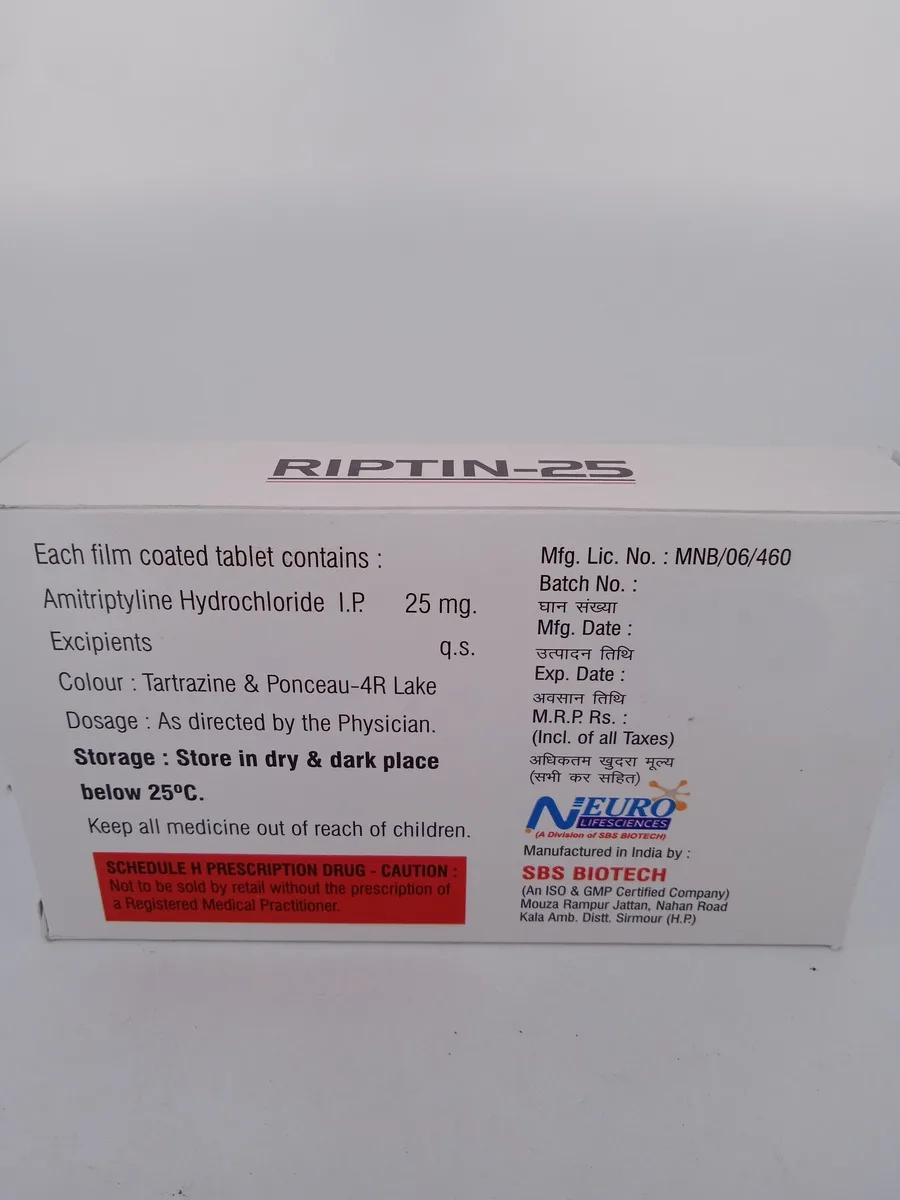 RIPTIN-25
Each film coated tablet contains :
Amitriptyline Hydrochloride I.P. 25 mg.
Excipients q.s.
Colour : Tartrazine & Ponceau-4R Lake
Dosage : As directed by the Physician.
Storage : Store in dry & dark place
below 25ºC.
Keep all medicine out of reach of children.
SCHEDULE H PRESCRIPTION DRUG - CAUTION :
Not to be sold by retail without the prescription of
a Registered Medical Practitioner.
Mfg. Lic. No. : MNB/06/460
Batch No. :
घान संख्या
Mfg. Date :
उत्पादन तिथि
Exp. Date :
अवसान तिथि
M.R.P. Rs. :
(Incl. of all Taxes)
अधिकतम खुदरा मूल्य
(सभी कर सहित)
NEURO
LIFESCIENCES
(A Division of SBS BIOTECH)
Manufactured in India by :
SBS BIOTECH
(An ISO & GMP Certified Company)
Mouza Rampur Jattan, Nahan Road
Kala Amb. Distt. Sirmour (H.P.)